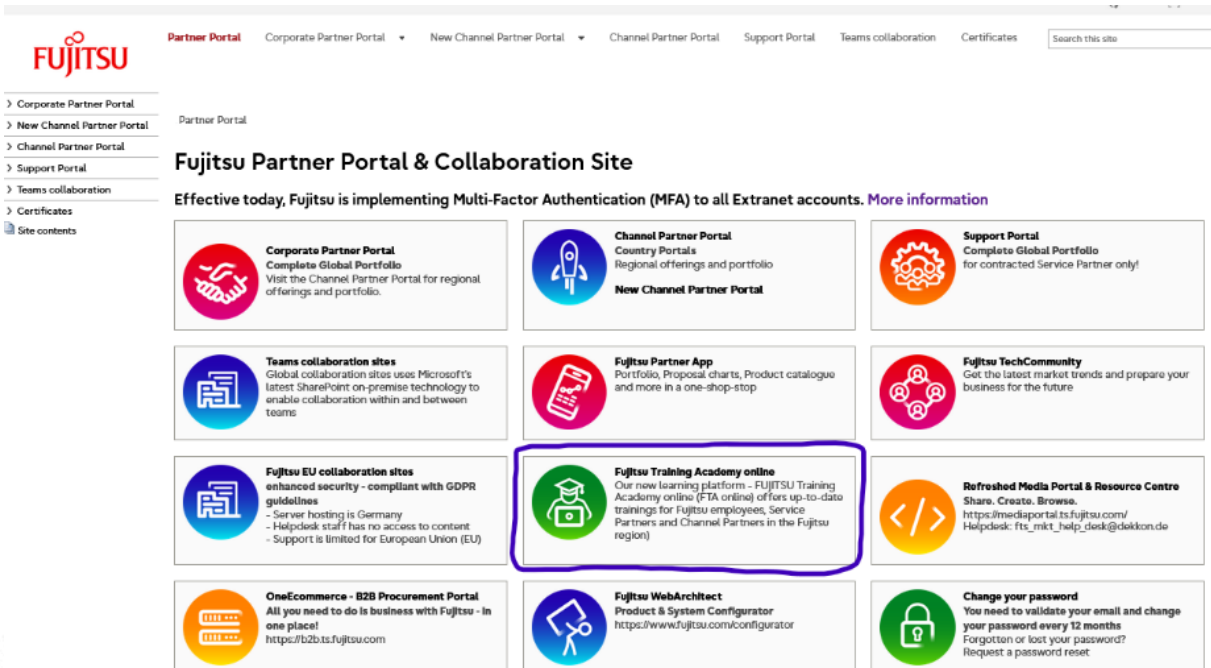 FUJITSU
Partner Portal
Corporate Partner Portal
New Channel Partner Portal
Channel Partner Portal
Support Portal
Teams collaboration
Certificates
Search this site
Corporate Partner Portal
New Channel Partner Portal
Channel Partner Portal
Support Portal
Teams collaboration
Certificates
Site contents
Partner Portal
Fujitsu Partner Portal & Collaboration Site
Effective today, Fujitsu is implementing Multi-Factor Authentication (MFA) to all Extranet accounts. More information
Corporate Partner Portal
Complete Global Portfolio
Visit the Channel Partner Portal for regional
offerings and portfolio.
Channel Partner Portal
Country Portals
Regional offerings and portfolio
New Channel Partner Portal
Support Portal
Complete Global Portfolio
for contracted Service Partner only!
Teams collaboration sites
Global collaboration sites uses Microsoft's
latest SharePoint on-premise technology to
enable collaboration within and between
teams
Fujitsu Partner App
Portfolio, Proposal charts, Product catalogue
and more in a one-shop-stop
Fujitsu TechCommunity
Get the latest market trends and prepare your
business for the future
Fujitsu EU collaboration sites
enhanced security - compliant with GDPR
guidelines
- Server hosting is Germany
- Helpdesk staff has no access to content
- Support is limited for European Union (EU)
Fujitsu Training Academy online
Our new learning platform - FUJITSU Training
Academy online (FTA online) offers up-to-date
trainings for Fujitsu employees, Service
Partners and Channel Partners in the Fujitsu
region)
Refreshed Media Portal & Resource Centre
Share. Create. Browse.
https://mediaportal.ts.fujitsu.com/
Helpdesk: fts_mkt_help_desk@dekkon.de
OneEcommerce - B2B Procurement Portal
All you need to do is business with Fujitsu - in
one place!
https://b2b.ts.fujitsu.com
Fujitsu WebArchitect
Product & System Configurator
https://www.fujitsu.com/configurator
Change your password
You need to validate your email and change
your password every 12 months
Forgotten or lost your password?
Request a password reset